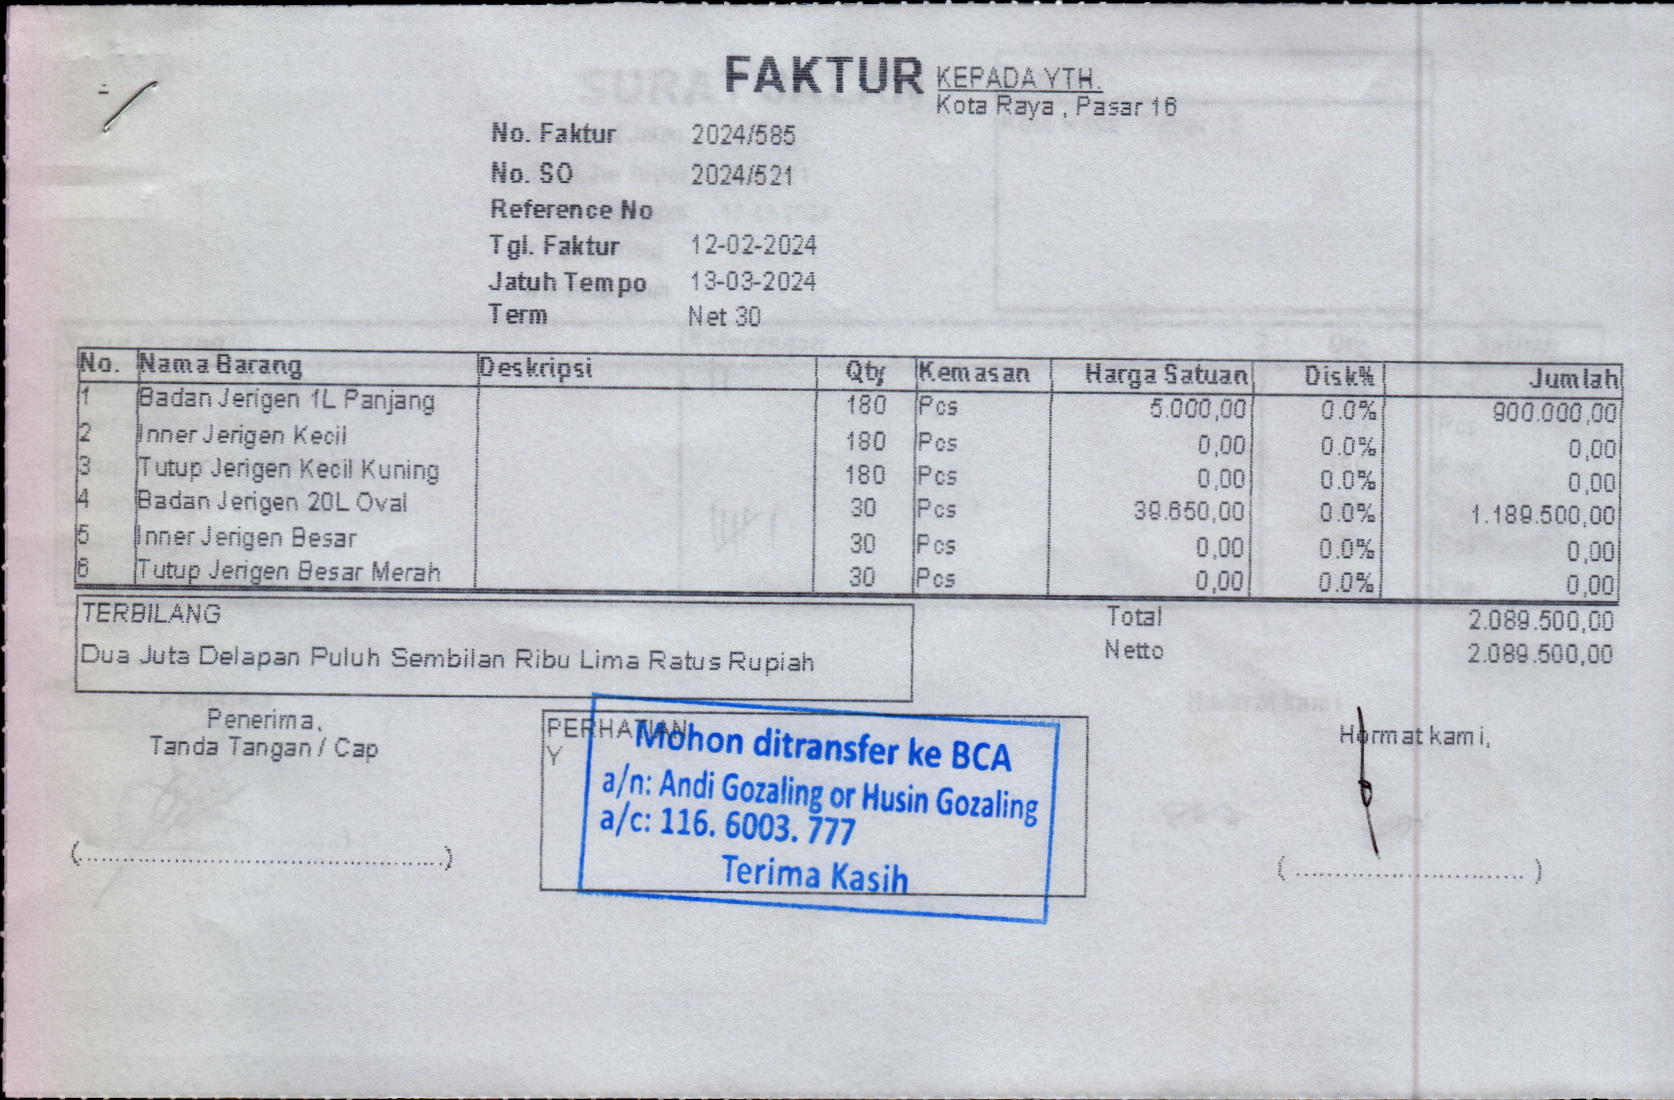 FAKTUR
KEPADA YTH.
Kota Raya , Pasar 16
No. Faktur 2024/585
No. SO 2024/521
Reference No
Tgl. Faktur 12-02-2024
Jatuh Tempo 13-03-2024
Term Net 30
No. Nama Barang Deskripsi Qty Kemasan Harga Satuan Disk% Jumlah
1 Badan Jerigen 1L Panjang 180 Pcs 5.000,00 0.0% 900.000,00
2 Inner Jerigen Kecil 180 Pcs 0,00 0.0% 0,00
3 Tutup Jerigen Kecil Kuning 180 Pcs 0,00 0.0% 0,00
4 Badan Jerigen 20L Oval 30 Pcs 39.650,00 0.0% 1.189.500,00
5 Inner Jerigen Besar 30 Pcs 0,00 0.0% 0,00
6 Tutup Jerigen Besar Merah 30 Pcs 0,00 0.0% 0,00
TERBILANG
Dua Juta Delapan Puluh Sembilan Ribu Lima Ratus Rupiah
Total 2.089.500,00
Netto 2.089.500,00
Penerima,
Tanda Tangan / Cap
(................................................)
PERHATIAN
Y
Mohon ditransfer ke BCA
a/n: Andi Gozaling or Husin Gozaling
a/c: 116. 6003. 777
Terima Kasih
Hormat kami,
( ............................. )